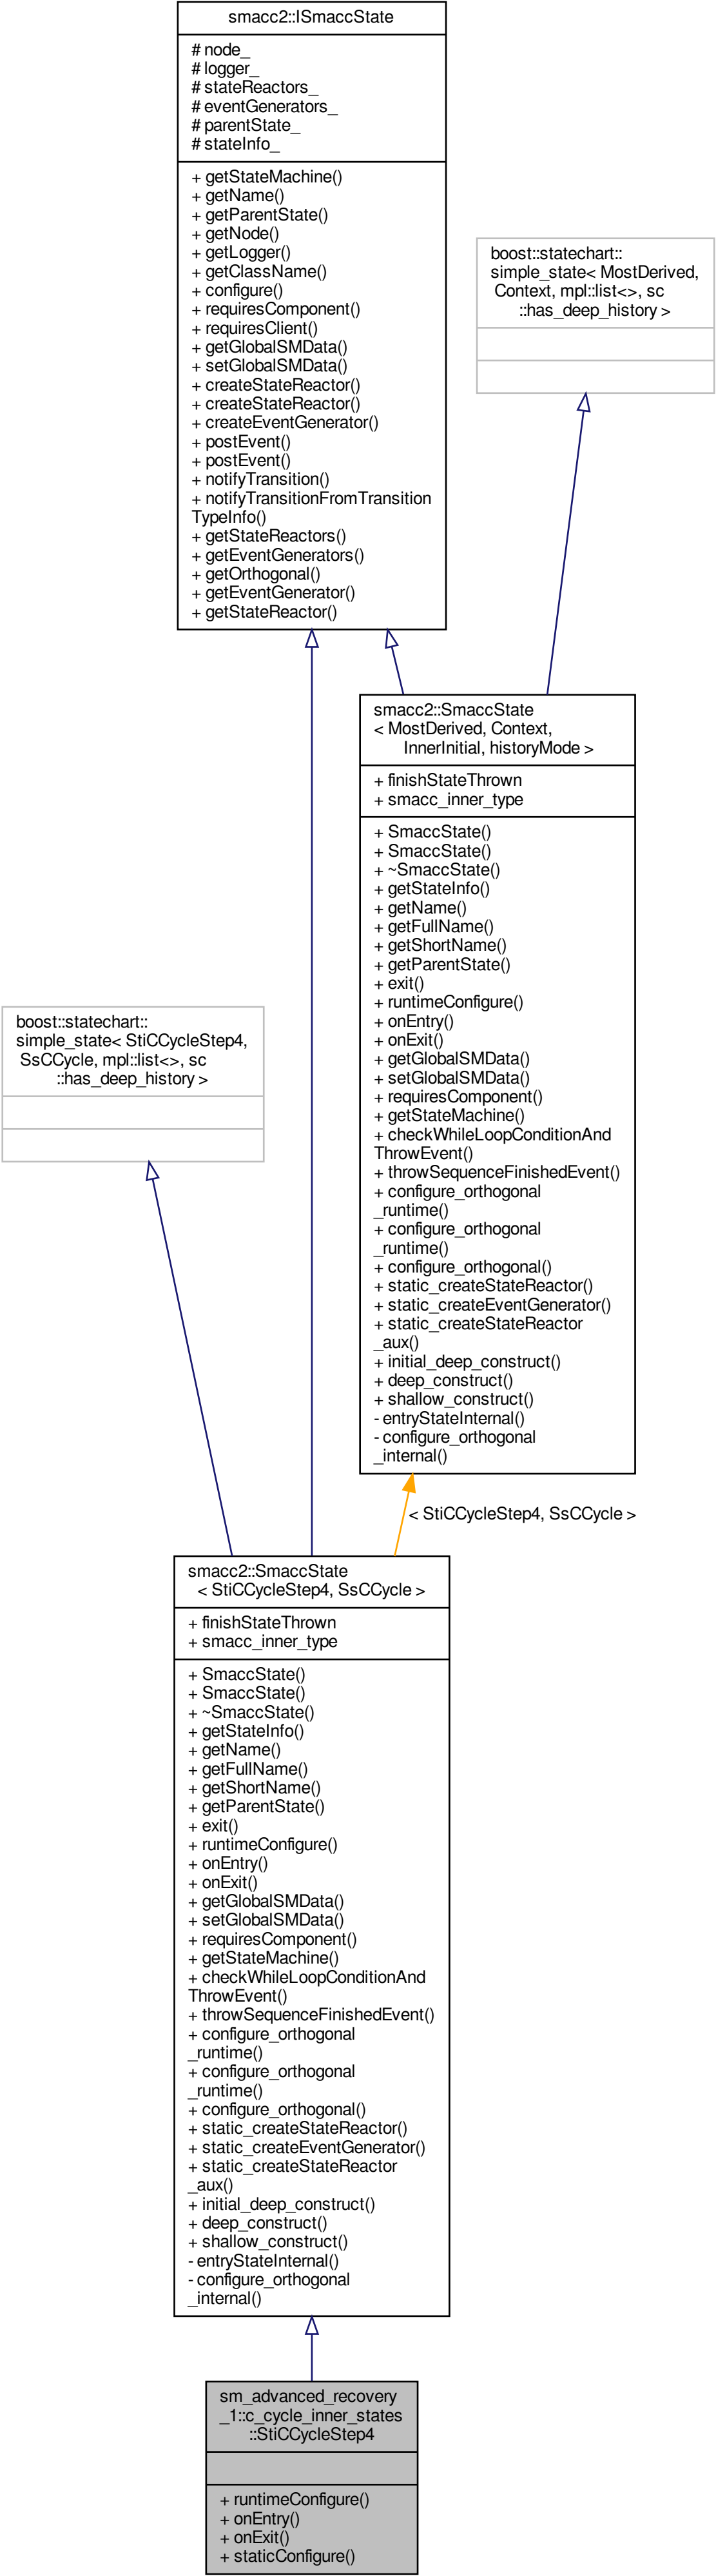 smacc2::ISmaccState
# node_
# logger_
# stateReactors_
# eventGenerators_
# parentState_
# stateInfo_
+ getStateMachine()
+ getName()
+ getParentState()
+ getNode()
+ getLogger()
+ getClassName()
+ configure()
+ requiresComponent()
+ requiresClient()
+ getGlobalSMData()
+ setGlobalSMData()
+ createStateReactor()
+ createStateReactor()
+ createEventGenerator()
+ postEvent()
+ postEvent()
+ notifyTransition()
+ notifyTransitionFromTransition
TypeInfo()
+ getStateReactors()
+ getEventGenerators()
+ getOrthogonal()
+ getEventGenerator()
+ getStateReactor()
boost::statechart::
simple_state< MostDerived,
Context, mpl::list<>, sc
::has_deep_history >
smacc2::SmaccState
< MostDerived, Context,
InnerInitial, historyMode >
+ finishStateThrown
+ smacc_inner_type
+ SmaccState()
+ SmaccState()
+ ~SmaccState()
+ getStateInfo()
+ getName()
+ getFullName()
+ getShortName()
+ getParentState()
+ exit()
+ runtimeConfigure()
+ onEntry()
+ onExit()
+ getGlobalSMData()
+ setGlobalSMData()
+ requiresComponent()
+ getStateMachine()
+ checkWhileLoopConditionAnd
ThrowEvent()
+ throwSequenceFinishedEvent()
+ configure_orthogonal
_runtime()
+ configure_orthogonal
_runtime()
+ configure_orthogonal()
+ static_createStateReactor()
+ static_createEventGenerator()
+ static_createStateReactor
_aux()
+ initial_deep_construct()
+ deep_construct()
+ shallow_construct()
- entryStateInternal()
- configure_orthogonal
_internal()
boost::statechart::
simple_state< StiCCycleStep4,
SsCCycle, mpl::list<>, sc
::has_deep_history >
< StiCCycleStep4, SsCCycle >
smacc2::SmaccState
< StiCCycleStep4, SsCCycle >
+ finishStateThrown
+ smacc_inner_type
+ SmaccState()
+ SmaccState()
+ ~SmaccState()
+ getStateInfo()
+ getName()
+ getFullName()
+ getShortName()
+ getParentState()
+ exit()
+ runtimeConfigure()
+ onEntry()
+ onExit()
+ getGlobalSMData()
+ setGlobalSMData()
+ requiresComponent()
+ getStateMachine()
+ checkWhileLoopConditionAnd
ThrowEvent()
+ throwSequenceFinishedEvent()
+ configure_orthogonal
_runtime()
+ configure_orthogonal
_runtime()
+ configure_orthogonal()
+ static_createStateReactor()
+ static_createEventGenerator()
+ static_createStateReactor
_aux()
+ initial_deep_construct()
+ deep_construct()
+ shallow_construct()
- entryStateInternal()
- configure_orthogonal
_internal()
sm_advanced_recovery
_1::c_cycle_inner_states
::StiCCycleStep4
+ runtimeConfigure()
+ onEntry()
+ onExit()
+ staticConfigure()